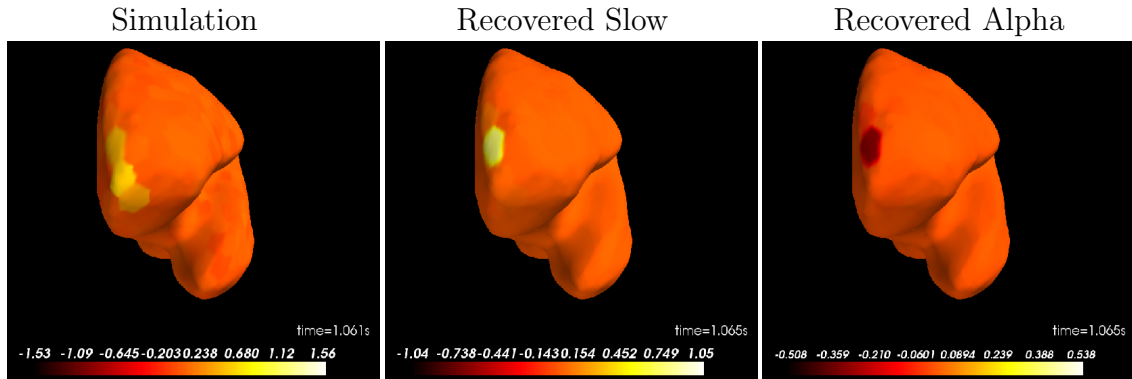 Simulation
Recovered Slow
Recovered Alpha
time=1.061s
time=1.065s
time=1.065s
-1.53 -1.09 -0.645 -0.203 0.238 0.680 1.12 1.56
-1.04 -0.738 -0.441 -0.143 0.154 0.452 0.749 1.05
-0.508 -0.359 -0.210 -0.0601 0.0894 0.239 0.388 0.538